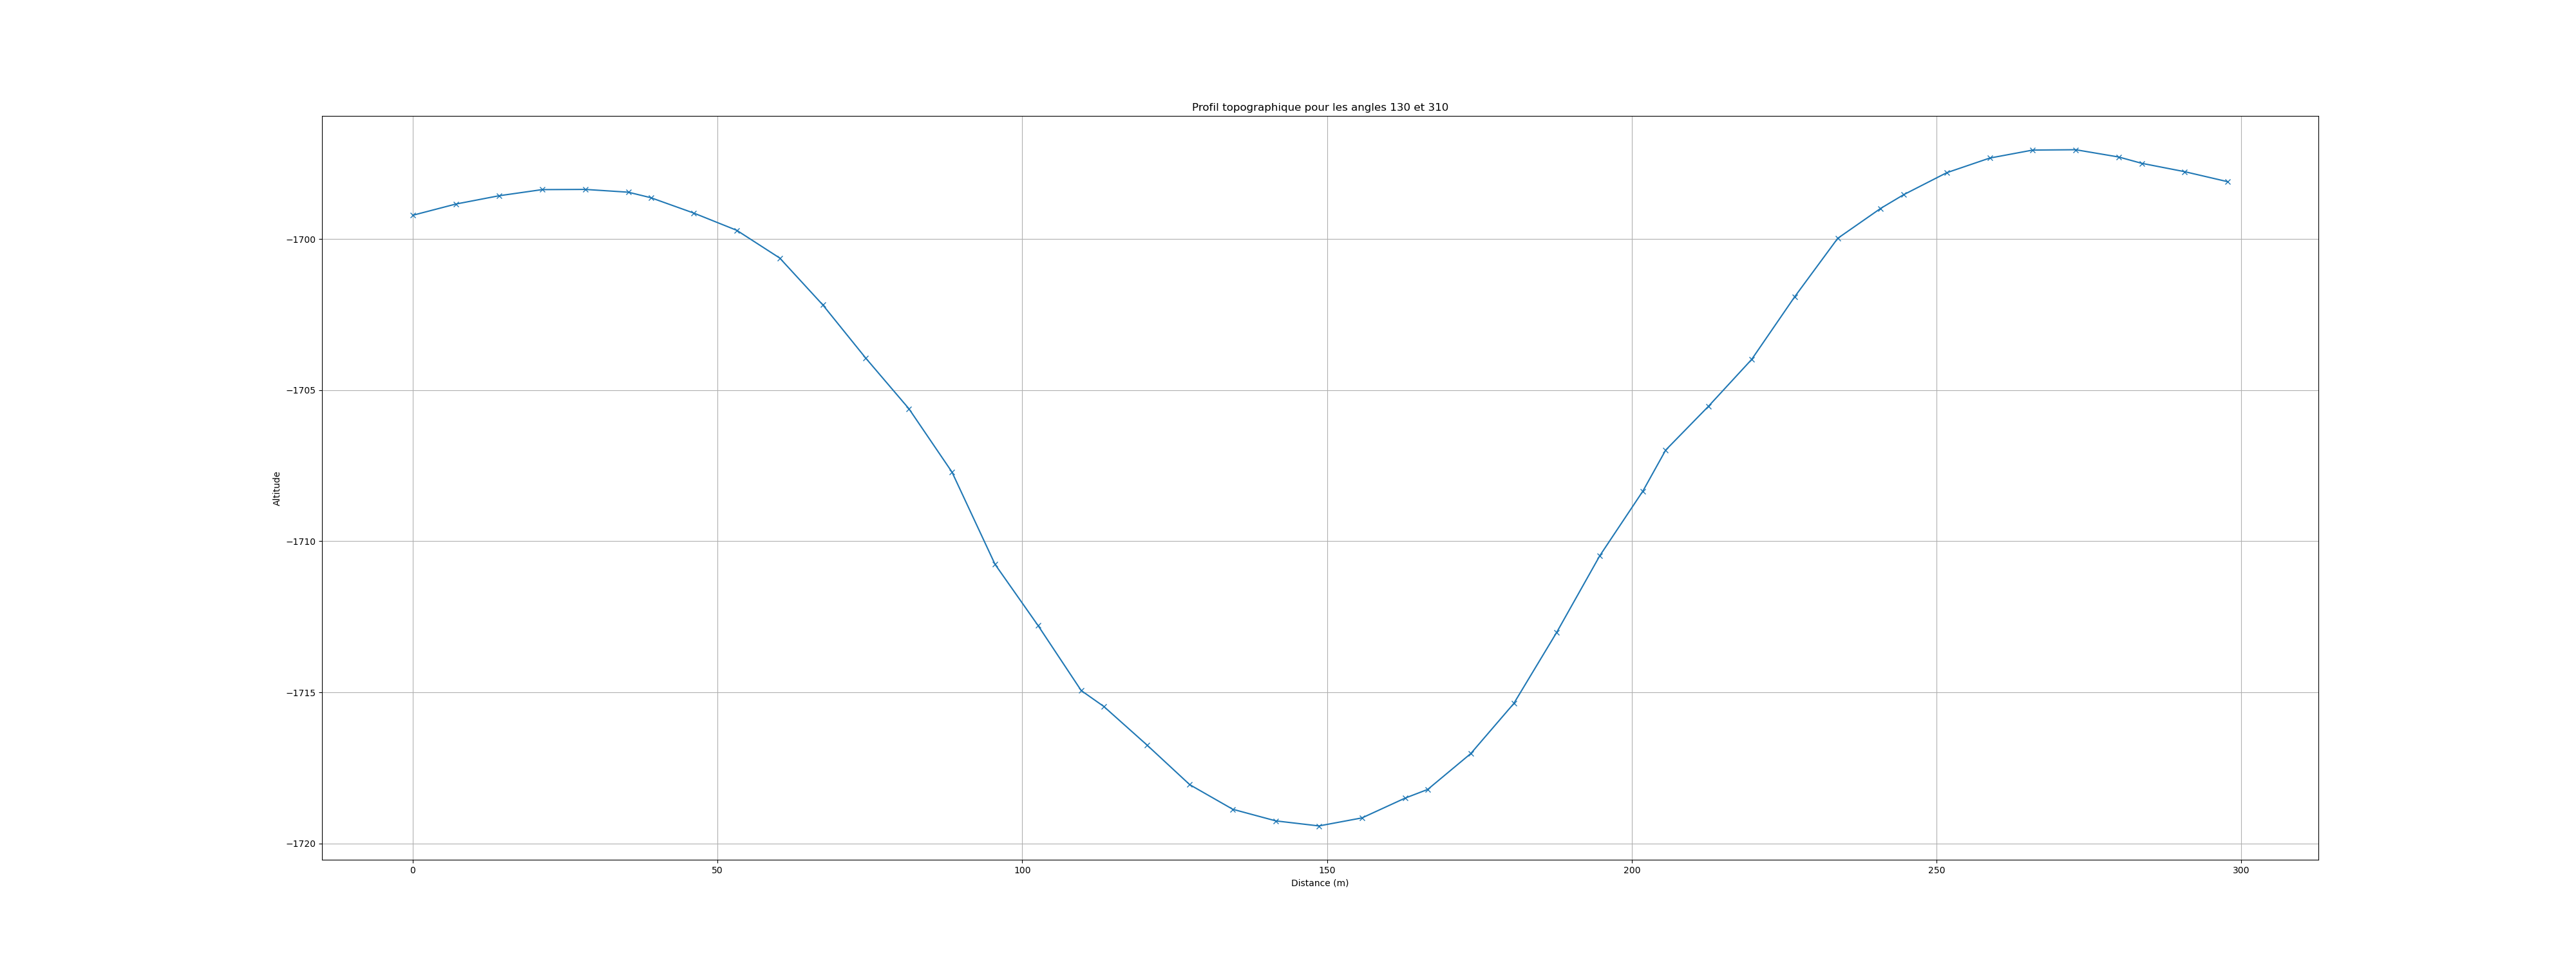 Profil topographique pour les angles 130 et 310
Altitude
−1700
−1705
−1710
−1715
−1720
0 50 100 150 200 250 300
Distance (m)